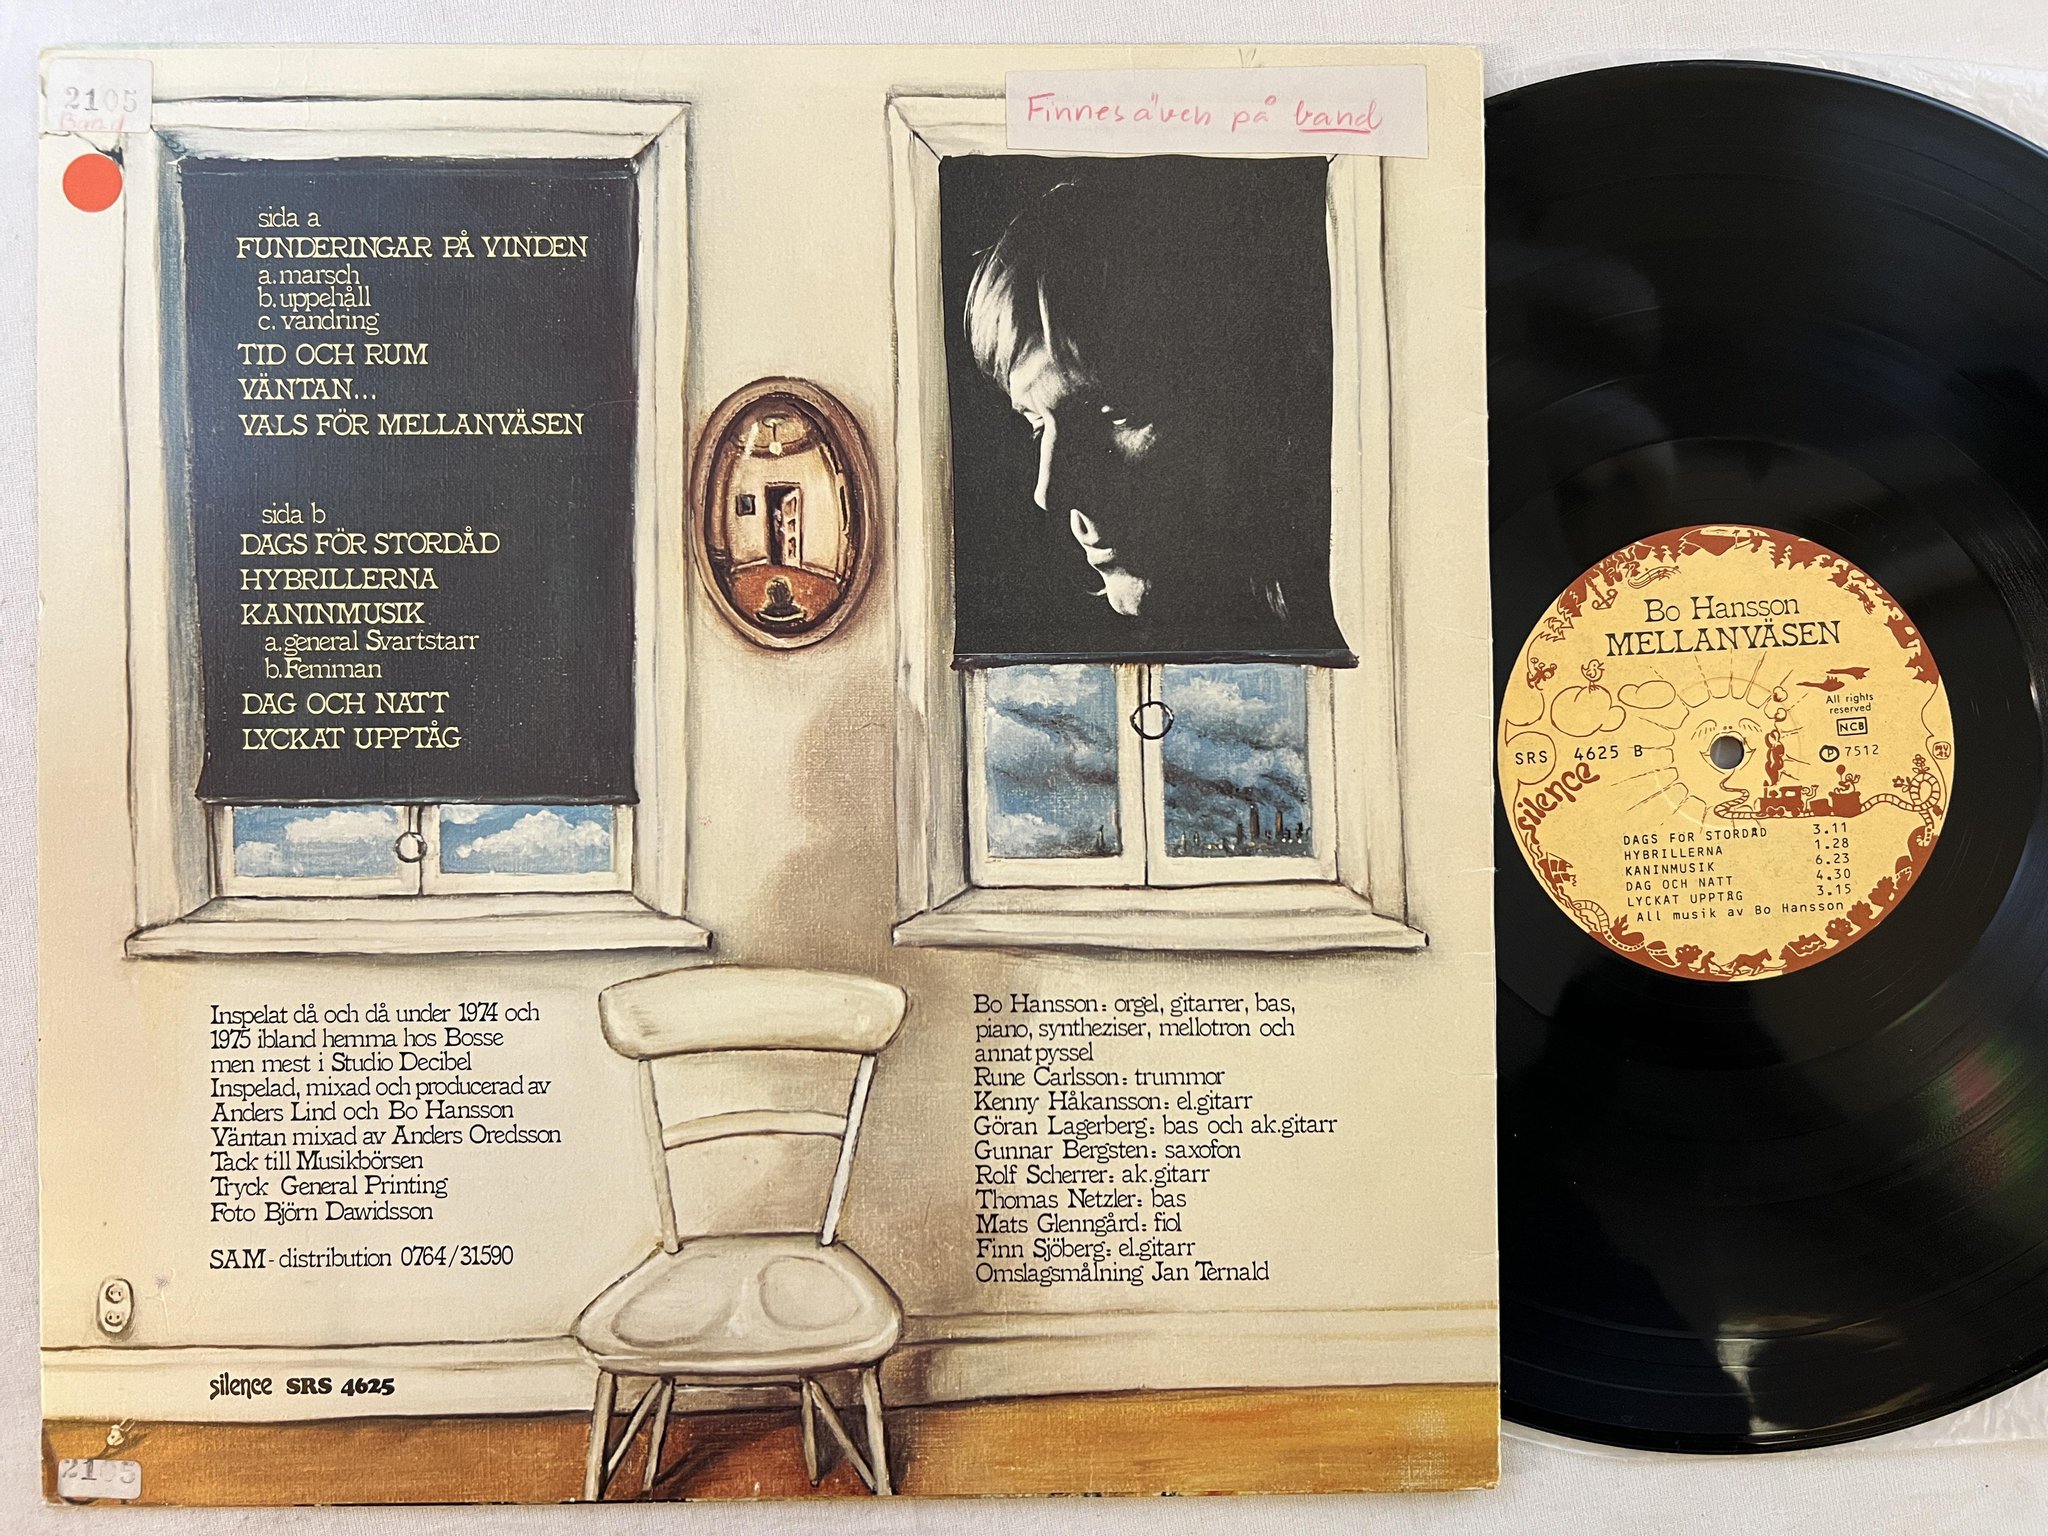 2105
Band
Finnes även på band
sida a
FUNDERINGAR PÅ VINDEN
a. marsch
b. uppehåll
c. vandring
TID OCH RUM
VÄNTAN...
VALS FÖR MELLANVÄSEN
sida b
DAGS FÖR STORDÅD
HYBRILLERNA
KANINMUSIK
a. general Svartstarr
b. Femman
DAG OCH NATT
LYCKAT UPPTÅG
Inspelat då och då under 1974 och
1975 ibland hemma hos Bosse
men mest i Studio Decibel
Inspelad, mixad och producerad av
Anders Lind och Bo Hansson
Väntan mixad av Anders Oredsson
Tack till Musikbörsen
Tryck General Printing
Foto Björn Dawidsson
SAM-distribution 0764/31590
silence SRS 4625
2105
Bo Hansson: orgel, gitarrer, bas,
piano, syntheziser, mellotron och
annat pyssel
Rune Carlsson: trummor
Kenny Håkansson: el.gitarr
Göran Lagerberg: bas och ak.gitarr
Gunnar Bergsten: saxofon
Rolf Scherrer: ak.gitarr
Thomas Netzler: bas
Mats Glenngård: fiol
Finn Sjöberg: el.gitarr
Omslagsmålning Jan Ternald
Bo Hansson
MELLANVÄSEN
All rights
reserved
NCB
SRS 4625 B
P 7512
silence
DAGS FÖR STORDÅD 3.11
HYBRILLERNA 1.28
KANINMUSIK 6.23
DAG OCH NATT 4.30
LYCKAT UPPTÅG 3.15
All musik av Bo Hansson